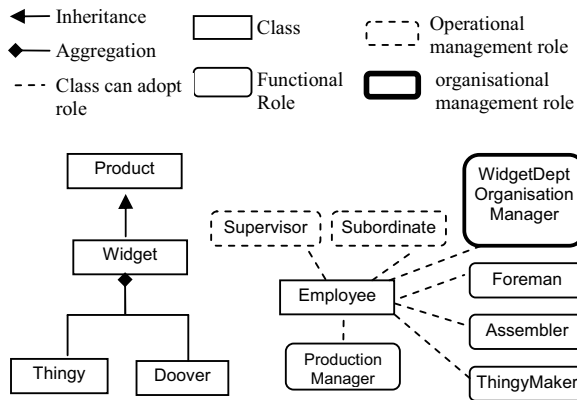 Inheritance
Aggregation
Class can adopt
role
Class
Functional
Role
Operational
management role
organisational
management role
Product
Widget
Thingy
Doover
Supervisor
Subordinate
Employee
Production
Manager
WidgetDept
Organisation
Manager
Foreman
Assembler
ThingyMaker